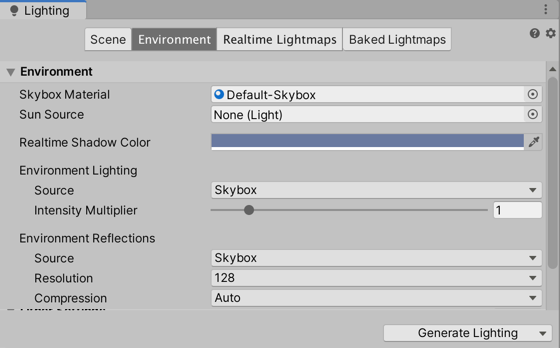 Lighting
Scene Environment Realtime Lightmaps Baked Lightmaps
Environment
Skybox Material Default-Skybox
Sun Source None (Light)
Realtime Shadow Color
Environment Lighting
Source Skybox
Intensity Multiplier 1
Environment Reflections
Source Skybox
Resolution 128
Compression Auto
Generate Lighting